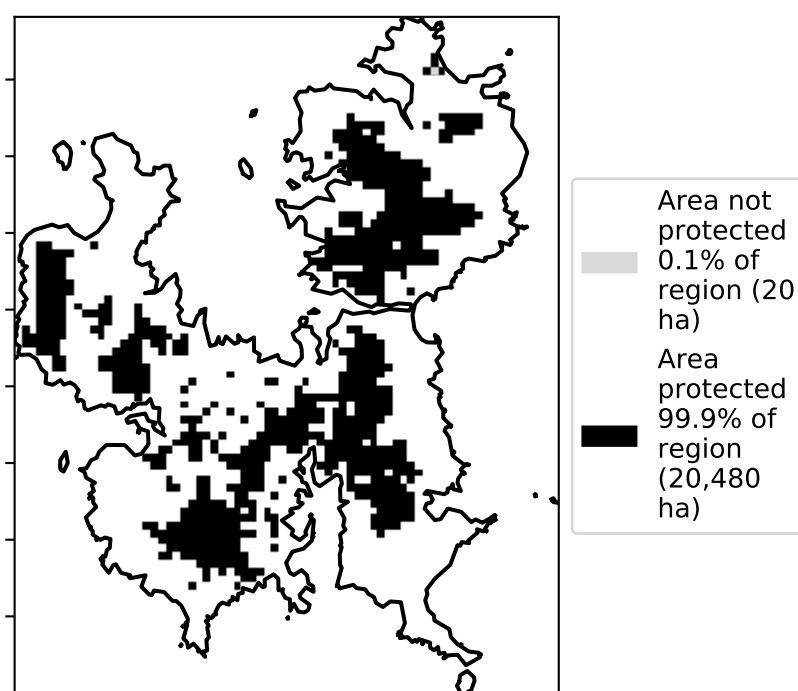 Area not
protected
0.1% of
region (20
ha)
Area
protected
99.9% of
region
(20,480
ha)